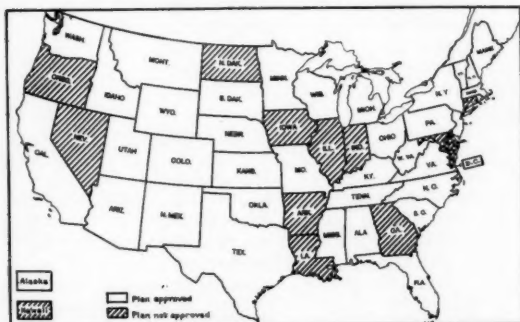 WASH.
MONT.
N. DAK.
MINN.
MAINE
OREG.
IDAHO
S. DAK.
WIS.
MICH.
N.Y.
WYO.
NEBR.
IOWA
PA.
NEV.
UTAH
COLO.
ILL.
IND.
OHIO
W. VA.
VA.
D.C.
CAL.
KANS.
MO.
KY.
N. C.
ARIZ.
N. MEX.
OKLA.
ARK.
TENN.
S. C.
TEX.
LA.
MISS.
ALA
GA.
FLA.
Alaska
Plan approved
Plan not approved